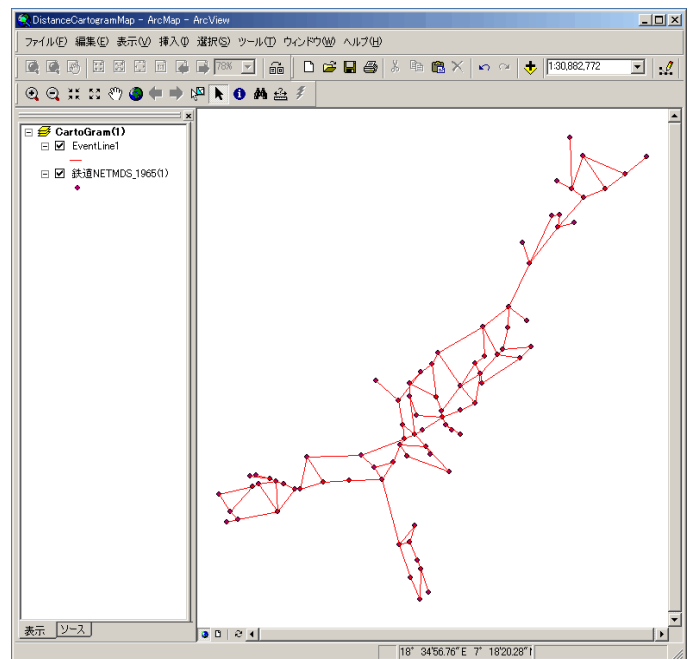 DistanceCartogramMap - ArcMap - ArcView
ファイル(F) 編集(E) 表示(V) 挿入(I) 選択(S) ツール(T) ウィンドウ(W) ヘルプ(H)
78% 1:30,882,772
CartoGram(1)
EventLine1
鉄道NETMDS_1965(1)
表示 ソース
18° 34'56.76" E 7° 18'20.28"